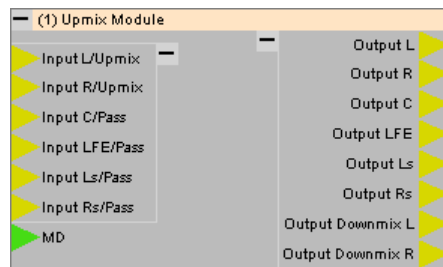 (1) Upmix Module
Input L/Upmix
Input R/Upmix
Input C/Pass
Input LFE/Pass
Input Ls/Pass
Input Rs/Pass
MD
Output L
Output R
Output C
Output LFE
Output Ls
Output Rs
Output Downmix L
Output Downmix R